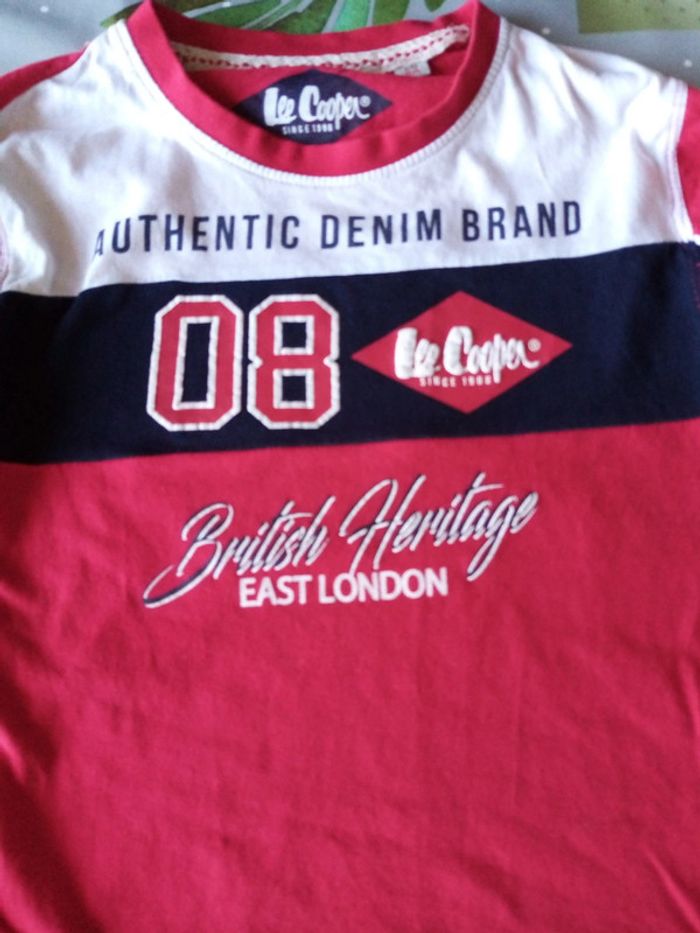 Lee Cooper®
SINCE 1908
AUTHENTIC DENIM BRAND
08
Lee Cooper®
SINCE 1908
British Heritage
EAST LONDON